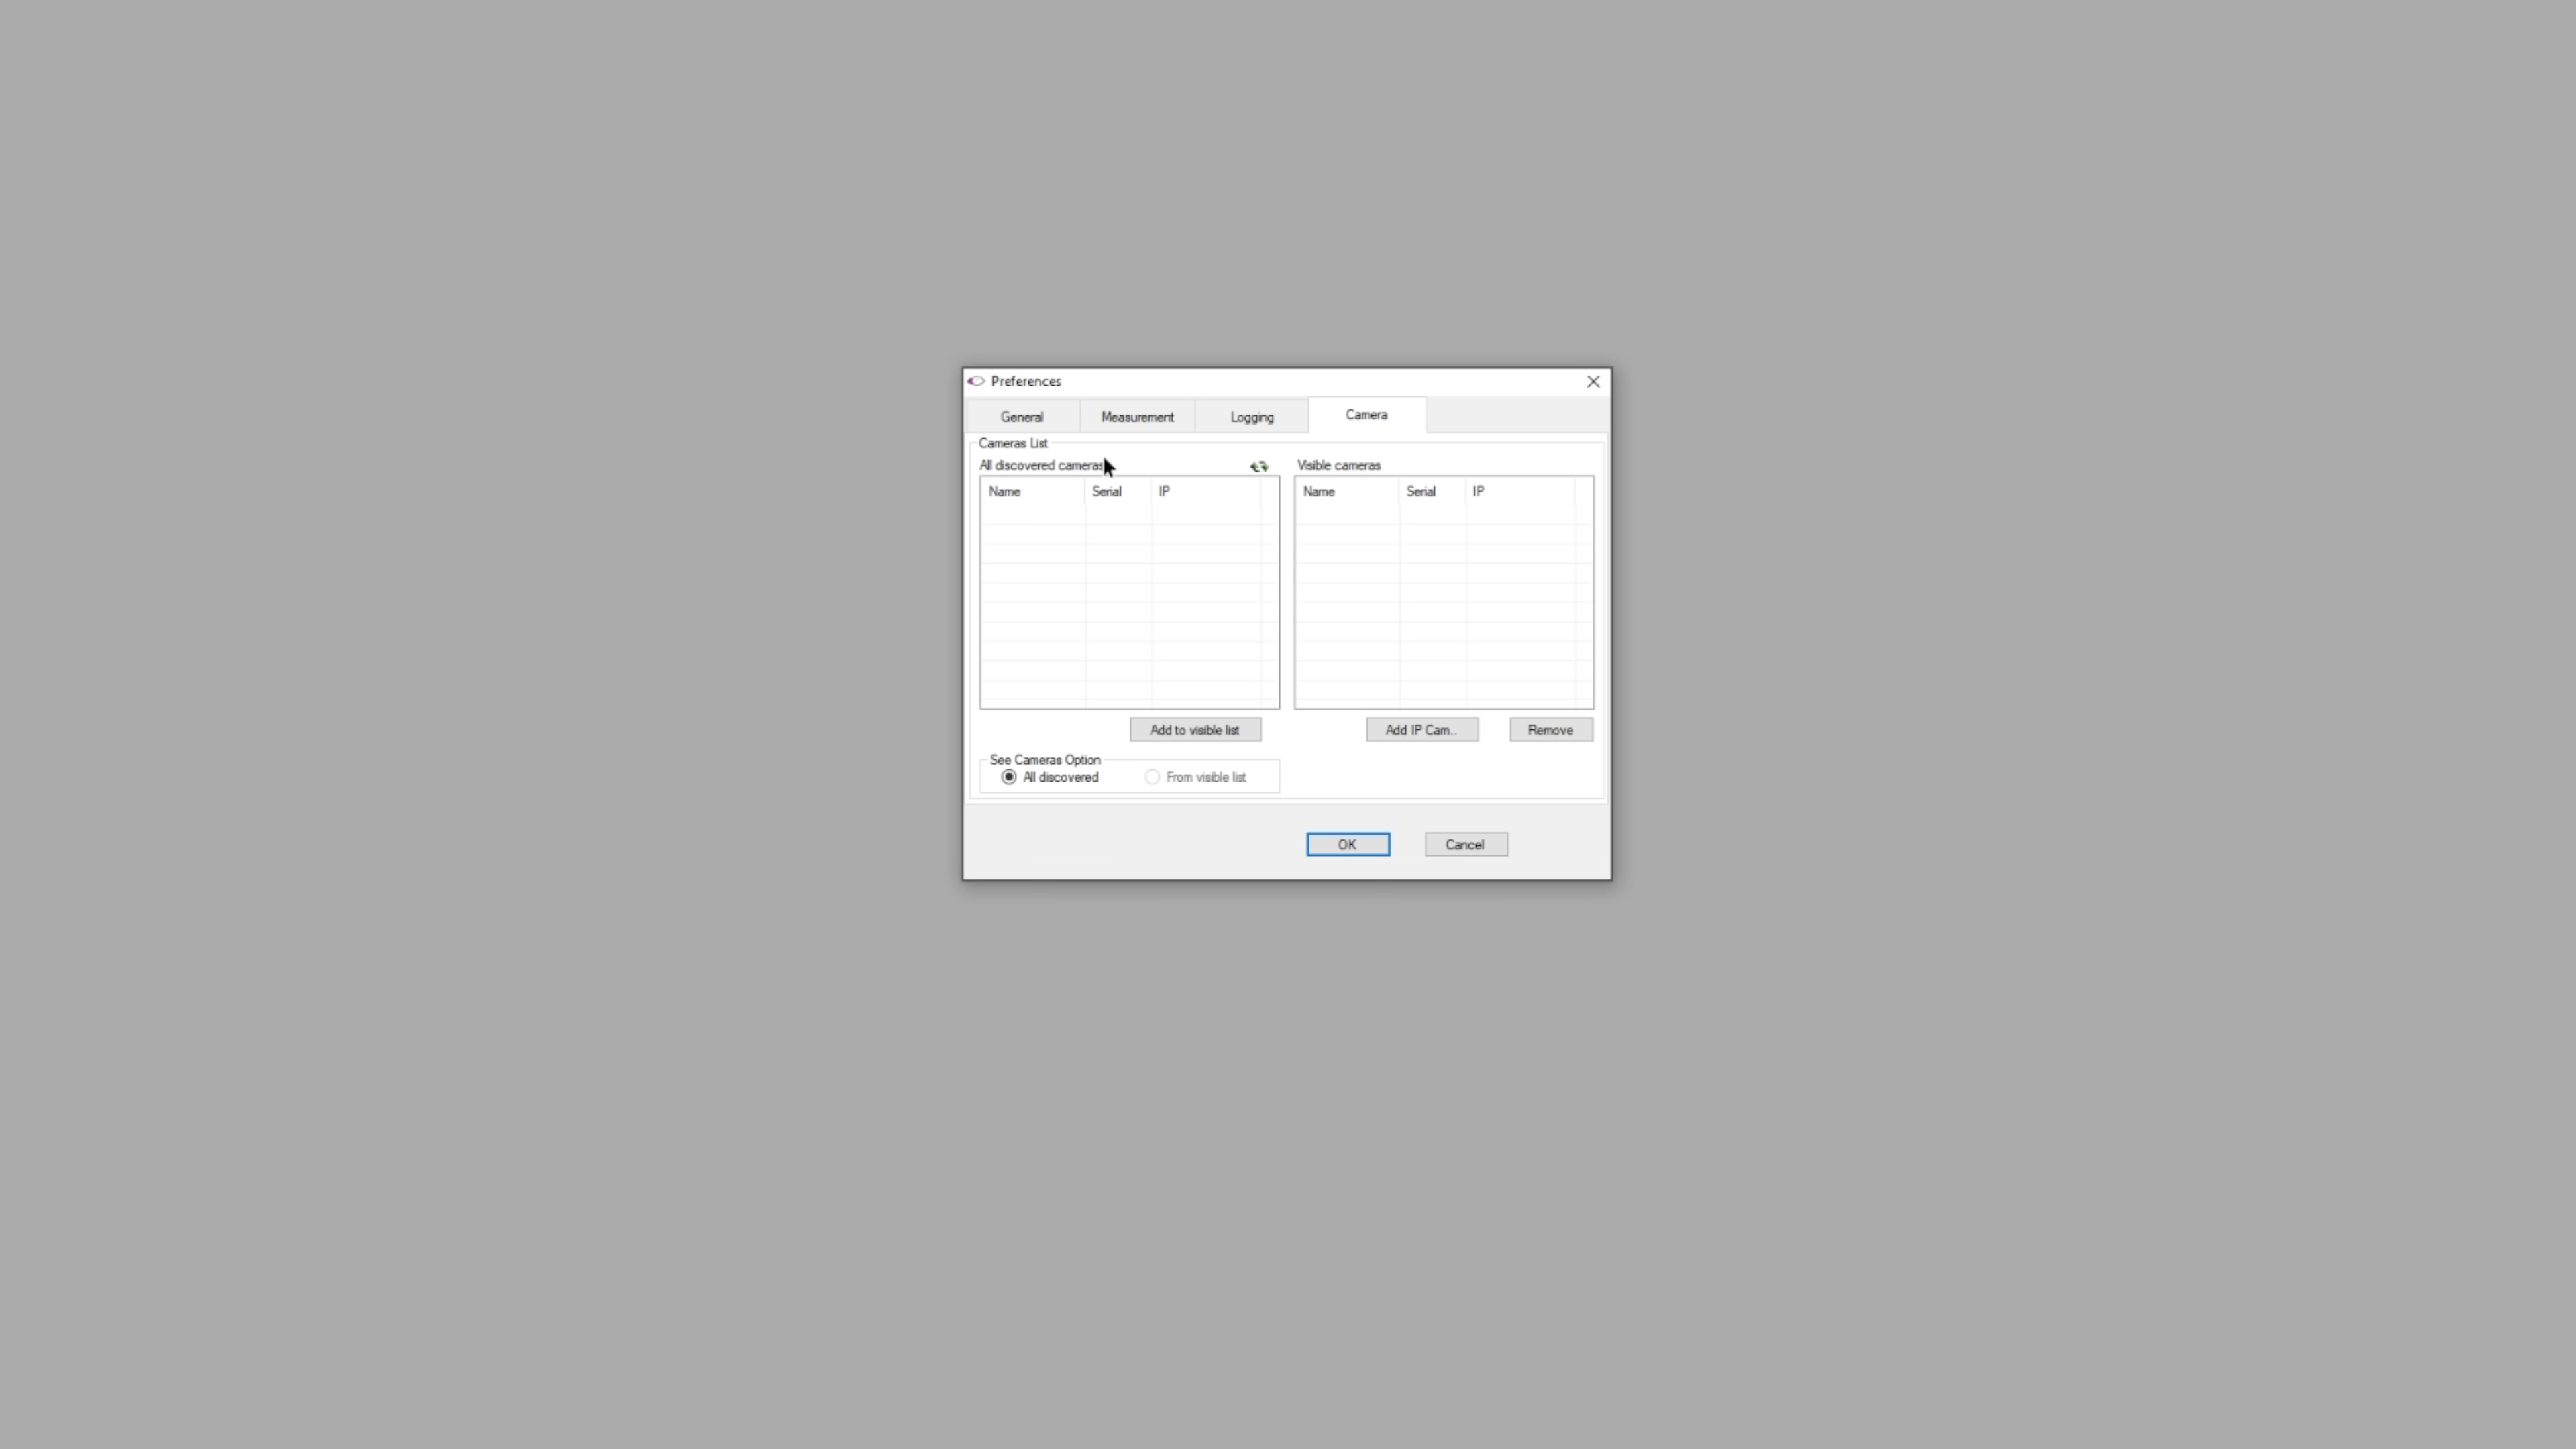 Preferences
General Measurement Logging Camera
Cameras List
All discovered cameras Visible cameras
Name Serial IP Name Serial IP
Add to visible list Add IP Cam.. Remove
See Cameras Option
All discovered From visible list
OK Cancel